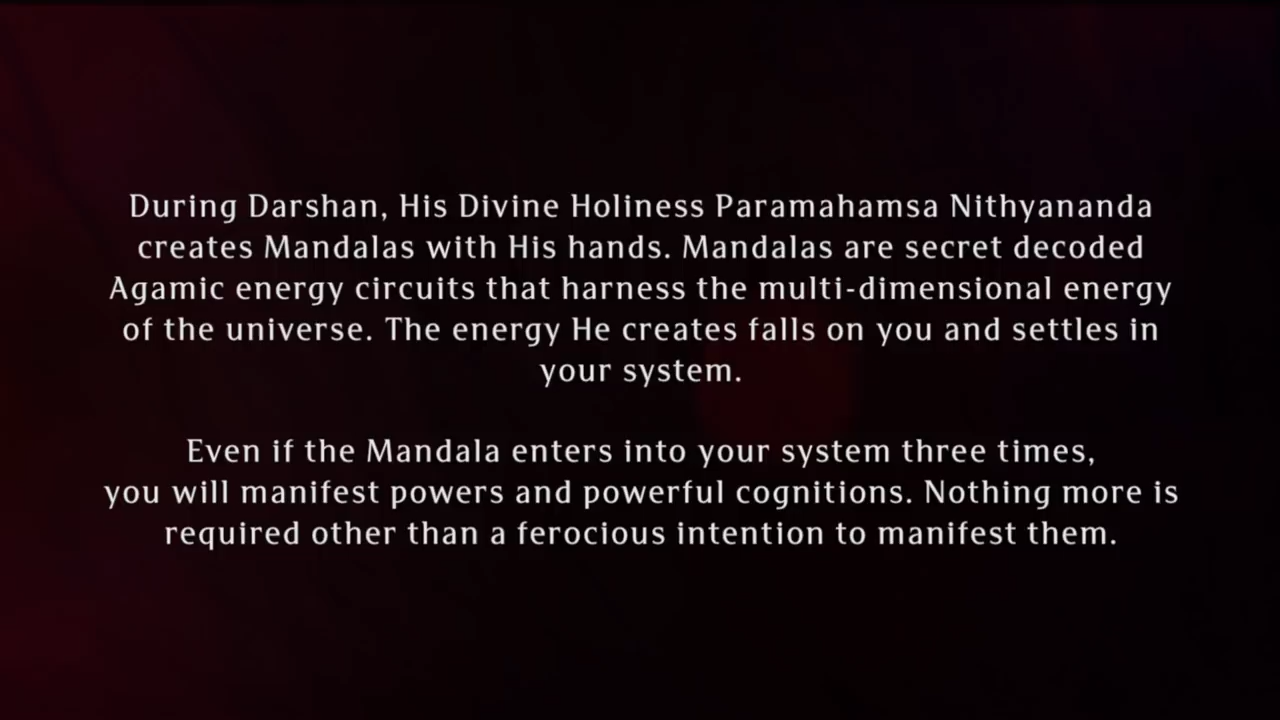 During Darshan, His Divine Holiness Paramahamsa Nithyananda
creates Mandalas with His hands. Mandalas are secret decoded
Agamic energy circuits that harness the multi-dimensional energy
of the universe. The energy He creates falls on you and settles in
your system.
Even if the Mandala enters into your system three times,
you will manifest powers and powerful cognitions. Nothing more is
required other than a ferocious intention to manifest them.